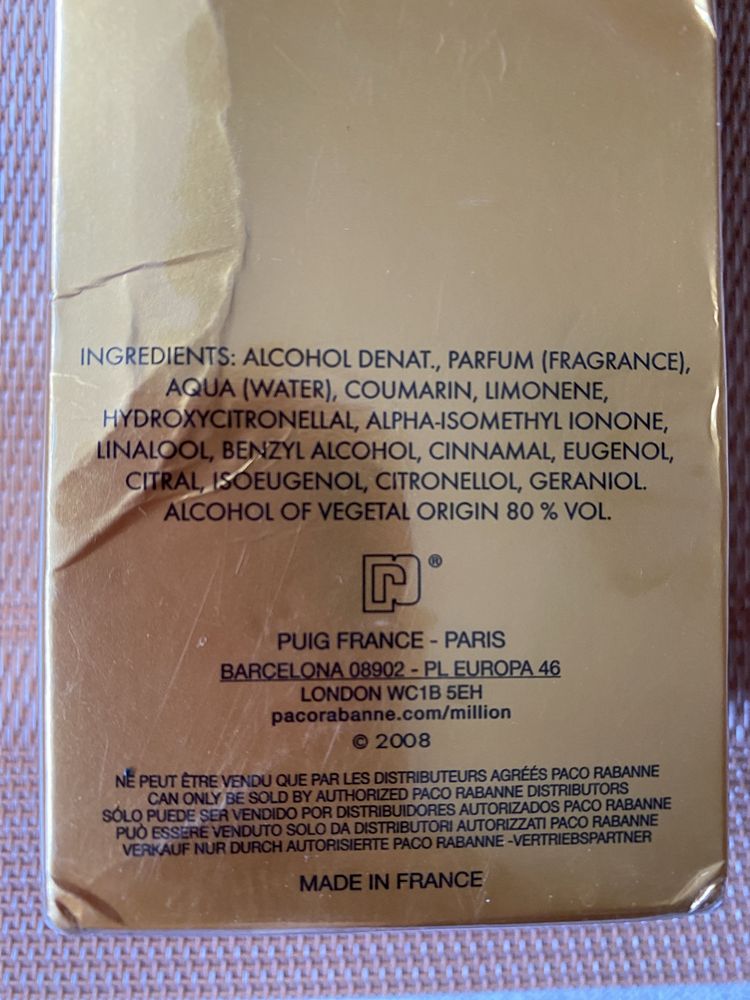 INGREDIENTS: ALCOHOL DENAT., PARFUM (FRAGRANCE),
AQUA (WATER), COUMARIN, LIMONENE,
HYDROXYCITRONELLAL, ALPHA-ISOMETHYL IONONE,
LINALOOL, BENZYL ALCOHOL, CINNAMAL, EUGENOL,
CITRAL, ISOEUGENOL, CITRONELLOL, GERANIOL.
ALCOHOL OF VEGETAL ORIGIN 80 % VOL.
®
PUIG FRANCE - PARIS
BARCELONA 08902 - PL EUROPA 46
LONDON WC1B 5EH
pacorabanne.com/million
© 2008
NE PEUT ÊTRE VENDU QUE PAR LES DISTRIBUTEURS AGRÉÉS PACO RABANNE
CAN ONLY BE SOLD BY AUTHORIZED PACO RABANNE DISTRIBUTORS
SÓLO PUEDE SER VENDIDO POR DISTRIBUIDORES AUTORIZADOS PACO RABANNE
PUÒ ESSERE VENDUTO SOLO DA DISTRIBUTORI AUTORIZZATI PACO RABANNE
VERKAUF NUR DURCH AUTORISIERTE PACO RABANNE -VERTRIEBSPARTNER
MADE IN FRANCE